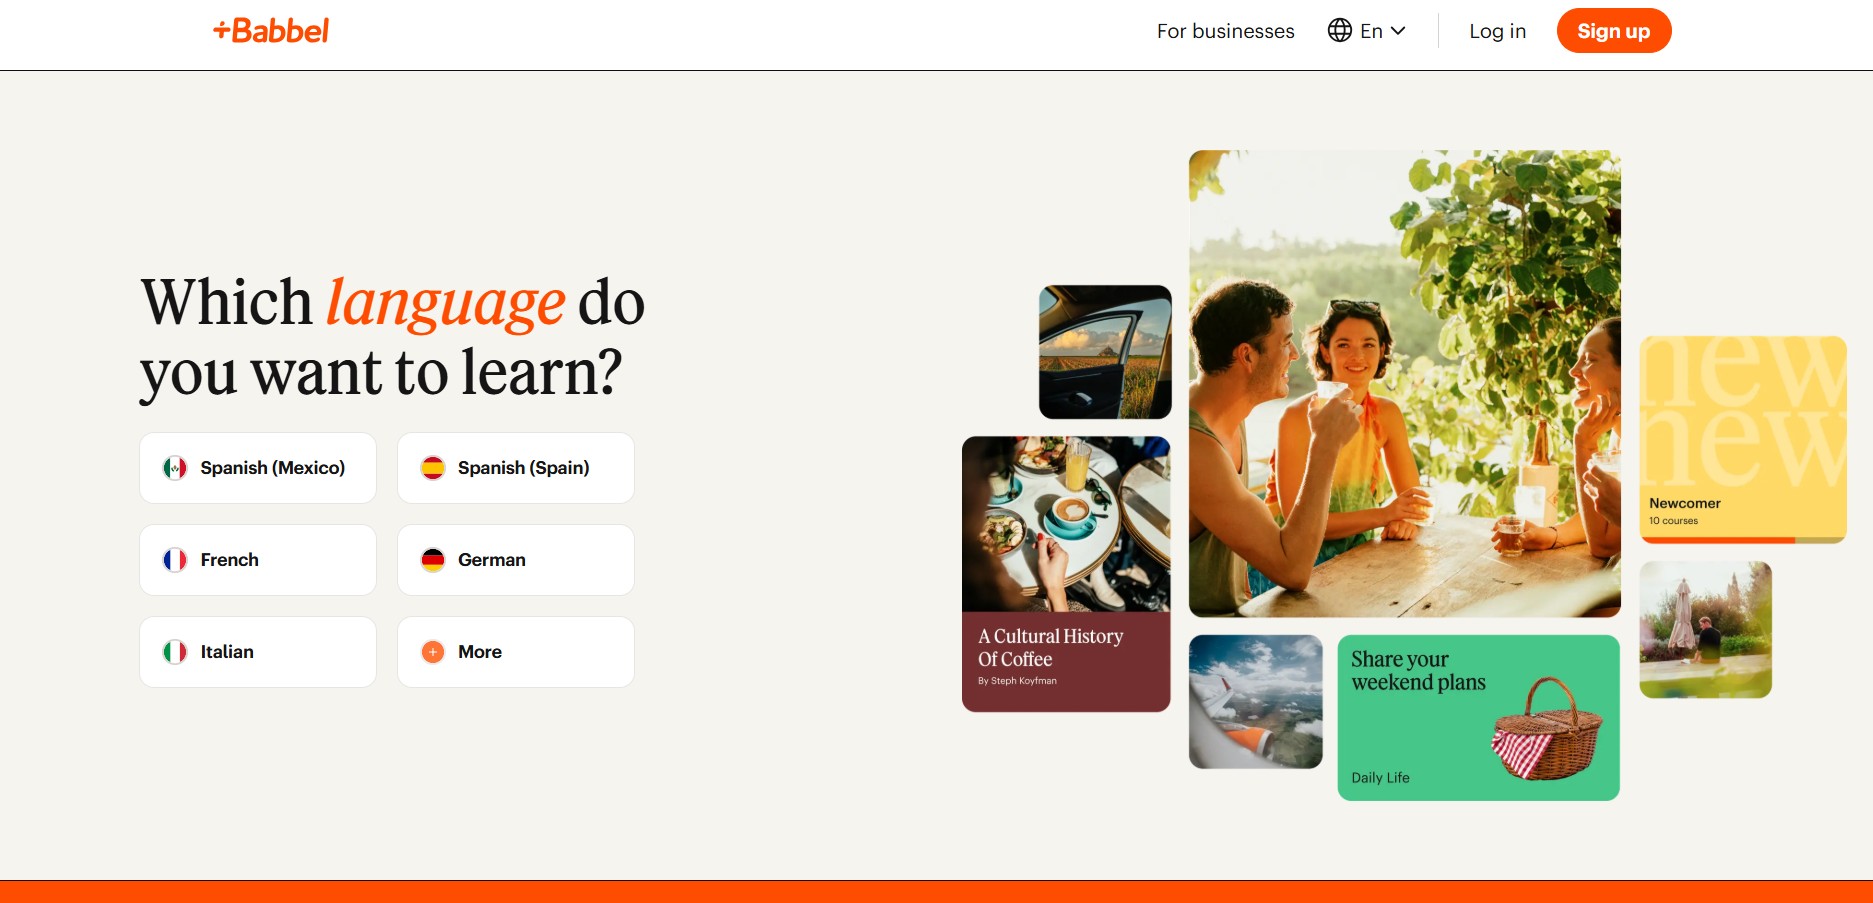 +Babbel
For businesses
En
Log in
Sign up
Which language do
you want to learn?
Spanish (Mexico)
Spanish (Spain)
French
German
Italian
More
A Cultural History
Of Coffee
By Steph Koyfman
Share your
weekend plans
Daily Life
new
new
Newcomer
10 courses